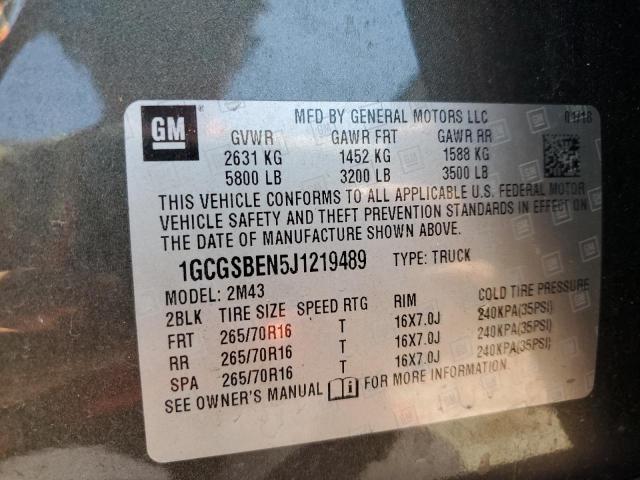 GM
MFD BY GENERAL MOTORS LLC 01/18
GVWR GAWR FRT GAWR RR
2631 KG 1452 KG 1588 KG
5800 LB 3200 LB 3500 LB
THIS VEHICLE CONFORMS TO ALL APPLICABLE U.S. FEDERAL MOTOR
VEHICLE SAFETY AND THEFT PREVENTION STANDARDS IN EFFECT ON
THE DATE OF MANUFACTURE SHOWN ABOVE.
1GCGSBEN5J1219489 TYPE: TRUCK
MODEL: 2M43
2BLK TIRE SIZE SPEED RTG RIM COLD TIRE PRESSURE
FRT 265/70R16 T 16X7.0J 240KPA(35PSI)
RR 265/70R16 T 16X7.0J 240KPA(35PSI)
SPA 265/70R16 T 16X7.0J 240KPA(35PSI)
SEE OWNER'S MANUAL FOR MORE INFORMATION.